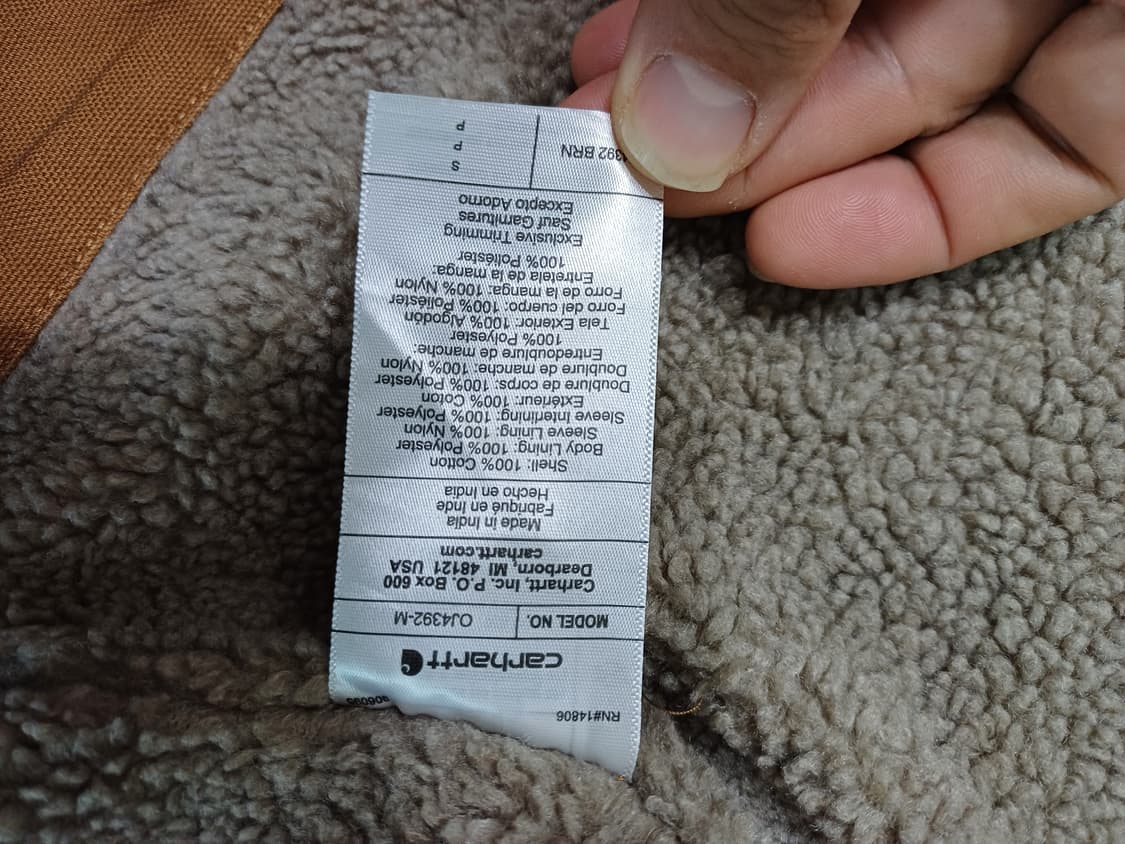 RN#14806
carhartt
MODEL NO. OJ4392-M
Carhartt, Inc. P.O. Box 600
Dearborn, MI 48121 USA
carhartt.com
Made in India
Fabriqué en Inde
Hecho en India
Shell: 100% Cotton
Body Lining: 100% Polyester
Sleeve Lining: 100% Nylon
Sleeve Interlining: 100% Polyester
Extérieur: 100% Coton
Doublure de corps: 100% Polyester
Doublure de manche: 100% Nylon
Entredoublure de manche:
100% Polyester
Tela Exterior: 100% Algodón
Forro del cuerpo: 100% Poliéster
Forro de la manga: 100% Nylon
Entretela de la manga:
100% Poliéster
Exclusive Trimming
Sauf Garnitures
Excepto Adorno
392 BRN
S
P
P